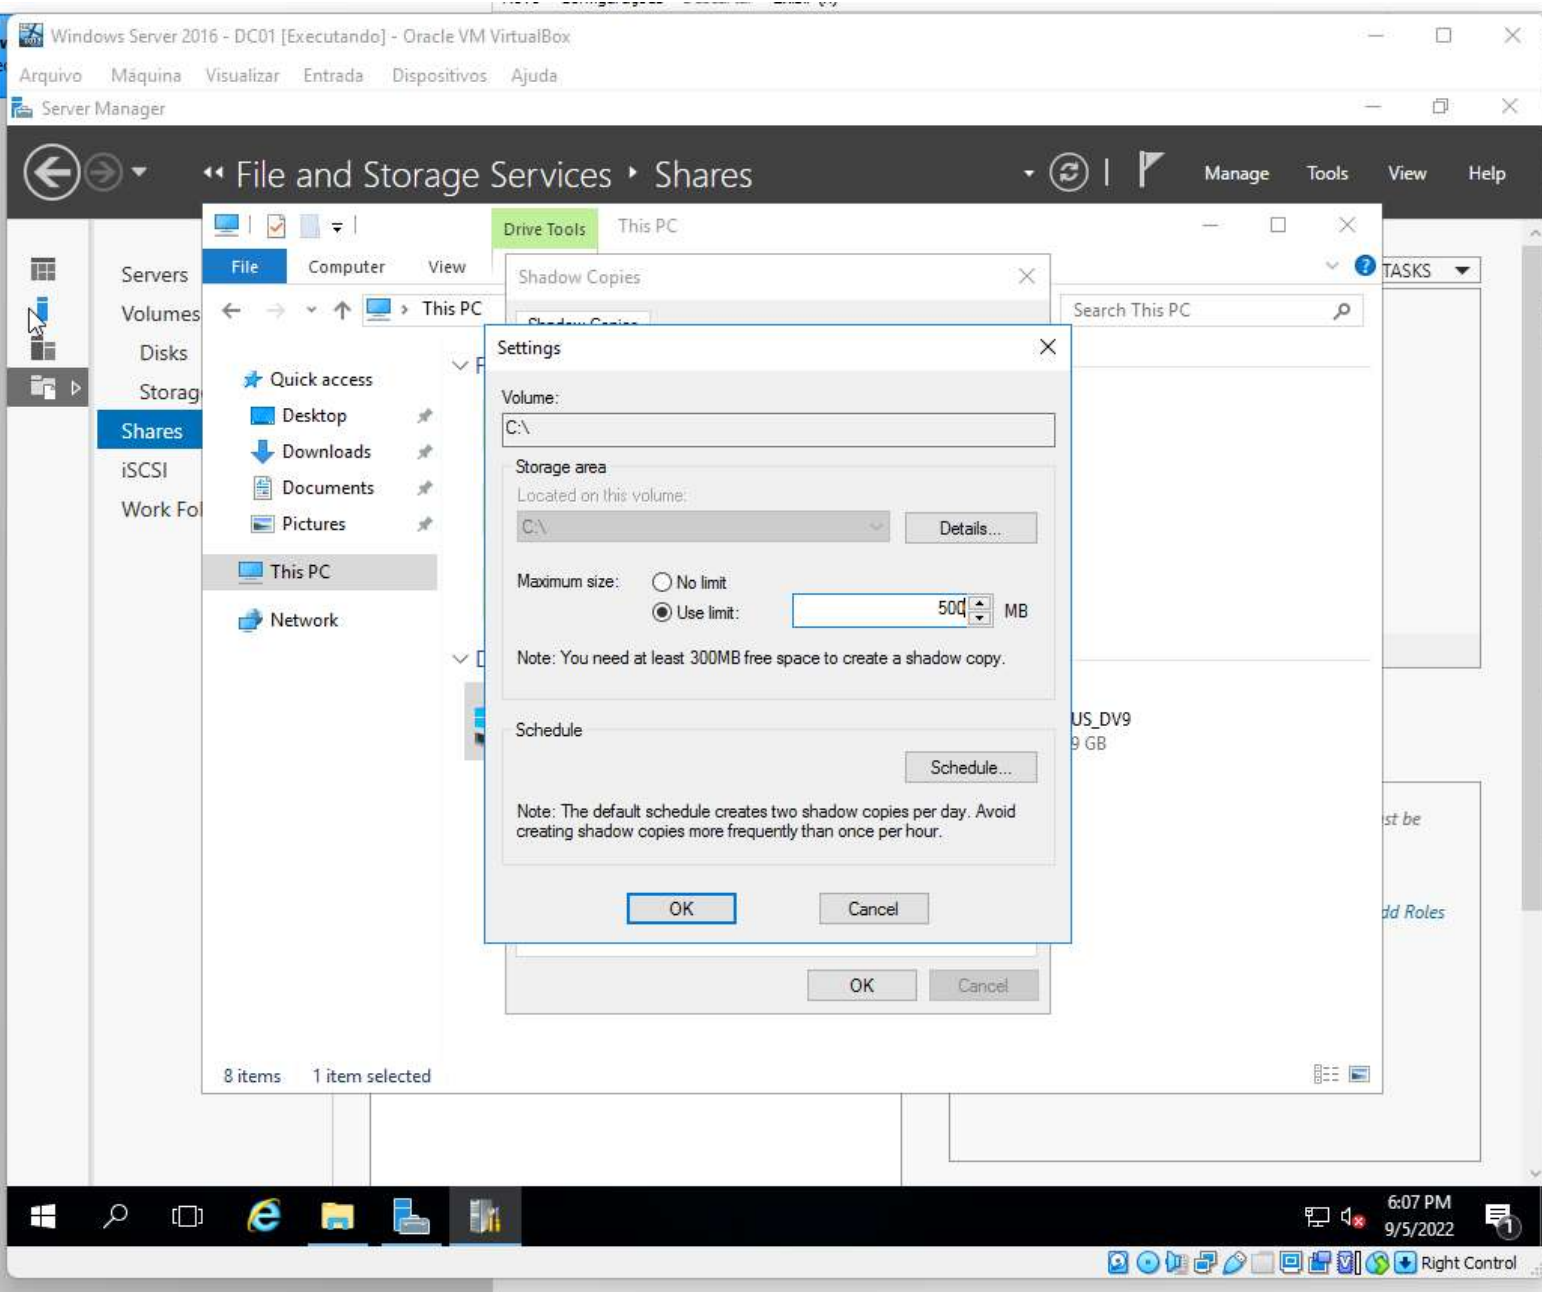 Windows Server 2016 - DC01 [Executando] - Oracle VM VirtualBox
Arquivo Máquina Visualizar Entrada Dispositivos Ajuda
Server Manager
File and Storage Services Shares
Manage Tools View Help
Drive Tools This PC
File Computer View
Shadow Copies
TASKS
Servers
Volumes
Disks
Shares
iSCSI
This PC
Search This PC
Quick access
Desktop
Downloads
Documents
Pictures
This PC
Network
Settings
Volume:
C:\
Storage area
Located on this volume:
C:\
Details...
Maximum size:
No limit
Use limit:
500
MB
Note: You need at least 300MB free space to create a shadow copy.
Schedule
Schedule...
Note: The default schedule creates two shadow copies per day. Avoid
creating shadow copies more frequently than once per hour.
OK Cancel
OK Cancel
US_DV9
9 GB
be
Roles
8 items 1 item selected
6:07 PM
9/5/2022
1
Right Control